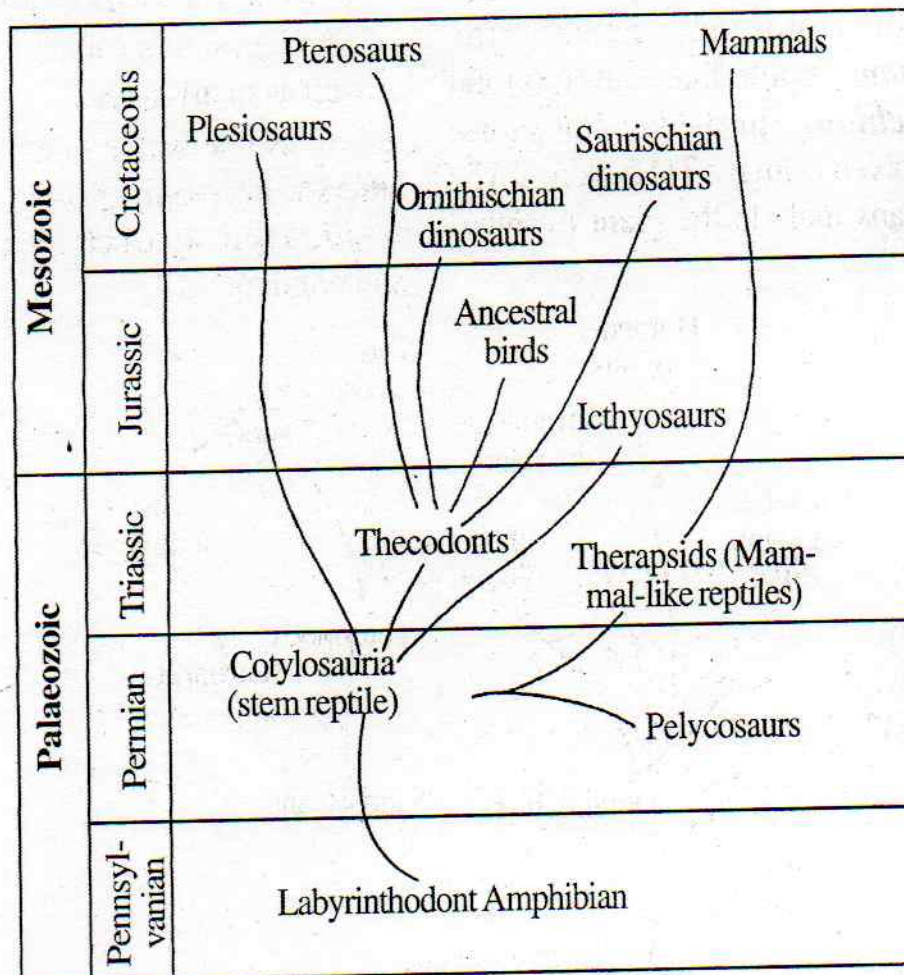 Pterosaurs
Mammals
Plesiosaurs
Saurischian
dinosaurs
Ornithischian
dinosaurs
Ancestral
birds
Icthyosaurs
Thecodonts
Therapsids (Mam-
mal-like reptiles)
Cotylosauria
(stem reptile)
Pelycosaurs
Labyrinthodont Amphibian
Mesozoic
Palaeozoic
Cretaceous
Jurassic
Triassic
Permian
Pennsyl-
vanian